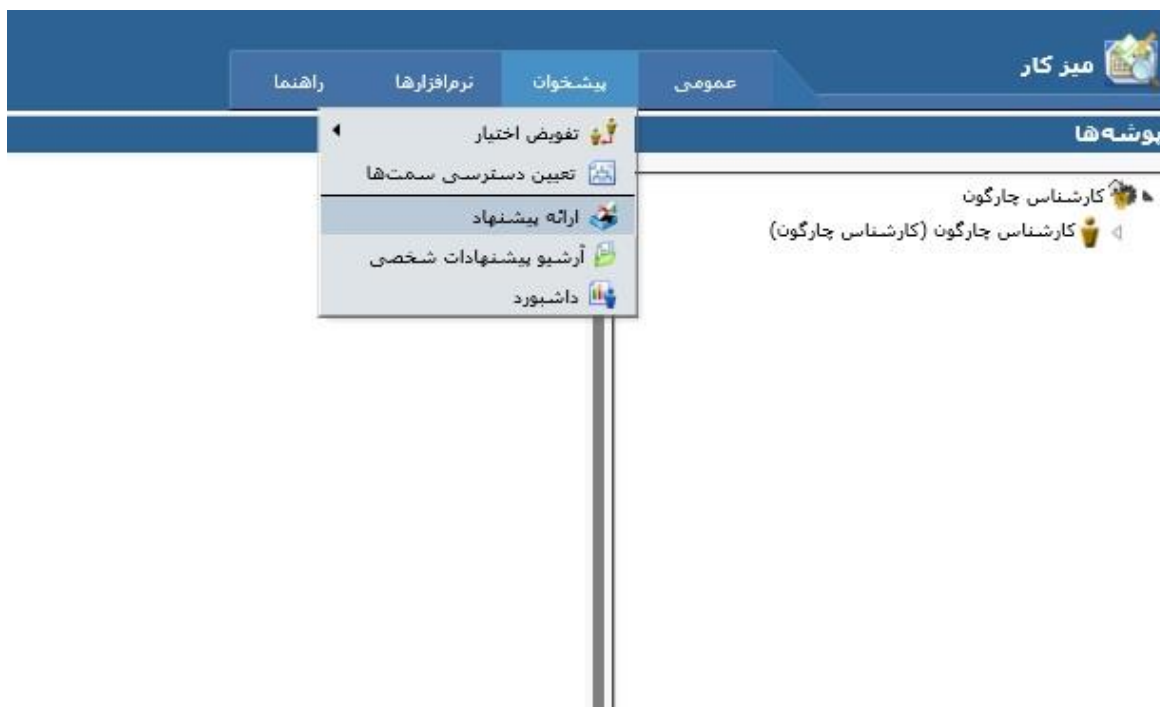 میز کار
عمومی
پیشخوان
نرم‌افزارها
راهنما
پوشه‌ها
تفویض اختیار
تعیین دسترسی سمت‌ها
ارائه پیشنهاد
آرشیو پیشنهادات شخصی
داشبورد
کارشناس چارگون
کارشناس چارگون (کارشناس چارگون)